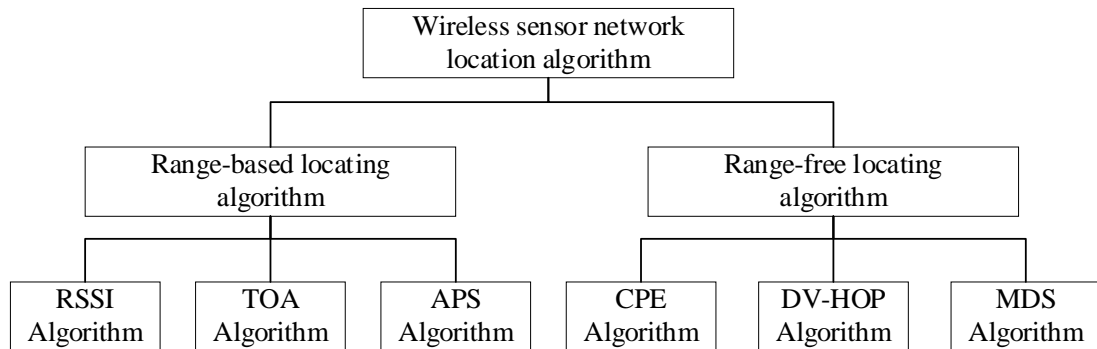 Wireless sensor network
location algorithm
Range-based locating
algorithm
Range-free locating
algorithm
RSSI
Algorithm
TOA
Algorithm
APS
Algorithm
CPE
Algorithm
DV-HOP
Algorithm
MDS
Algorithm